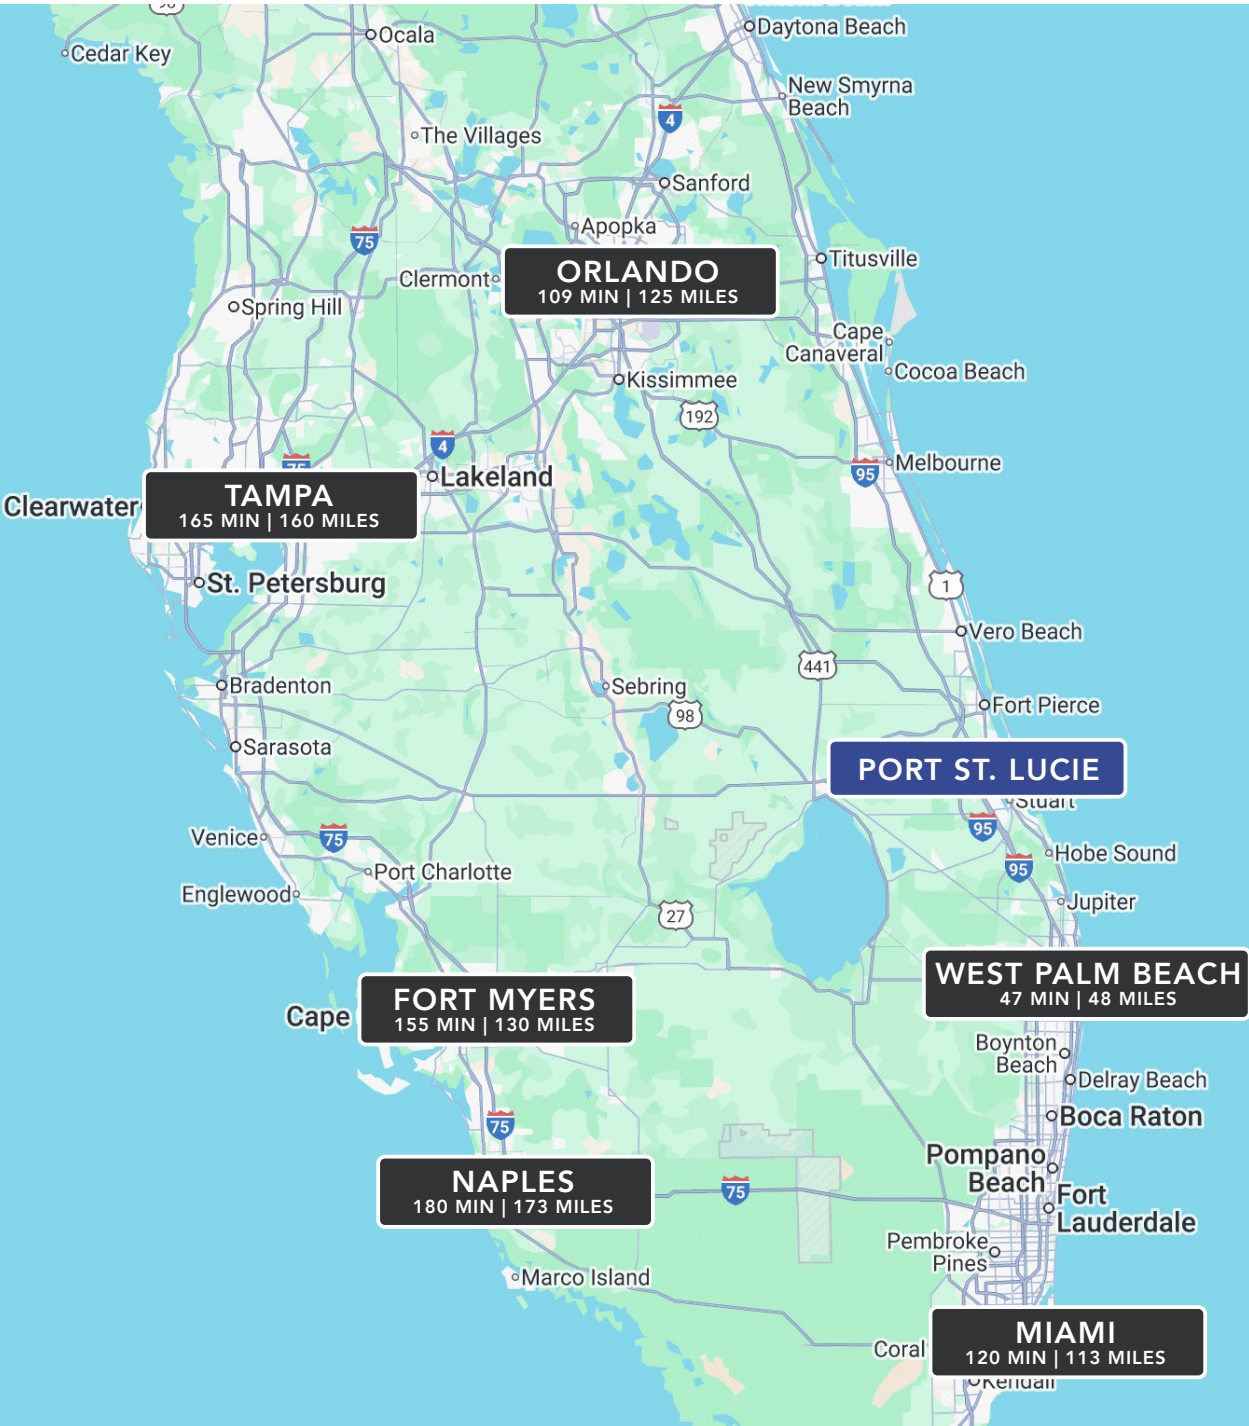 98
Ocala
Daytona Beach
Cedar Key
New Smyrna
Beach
4
The Villages
Sanford
Apopka
75
Titusville
Clermont
ORLANDO
109 MIN | 125 MILES
Spring Hill
Cape
Canaveral
Cocoa Beach
Kissimmee
192
4
75
Lakeland
95
Melbourne
Clearwater
TAMPA
165 MIN | 160 MILES
St. Petersburg
1
Vero Beach
441
Bradenton
Sebring
98
Fort Pierce
Sarasota
PORT ST. LUCIE
Stuart
95
Venice
75
Hobe Sound
95
Port Charlotte
Englewood
Jupiter
27
WEST PALM BEACH
47 MIN | 48 MILES
Cape
FORT MYERS
155 MIN | 130 MILES
Boynton
Beach
Delray Beach
Boca Raton
75
Pompano
Beach
NAPLES
180 MIN | 173 MILES
75
Fort
Lauderdale
Pembroke
Pines
Marco Island
Coral
MIAMI
120 MIN | 113 MILES
Kendall